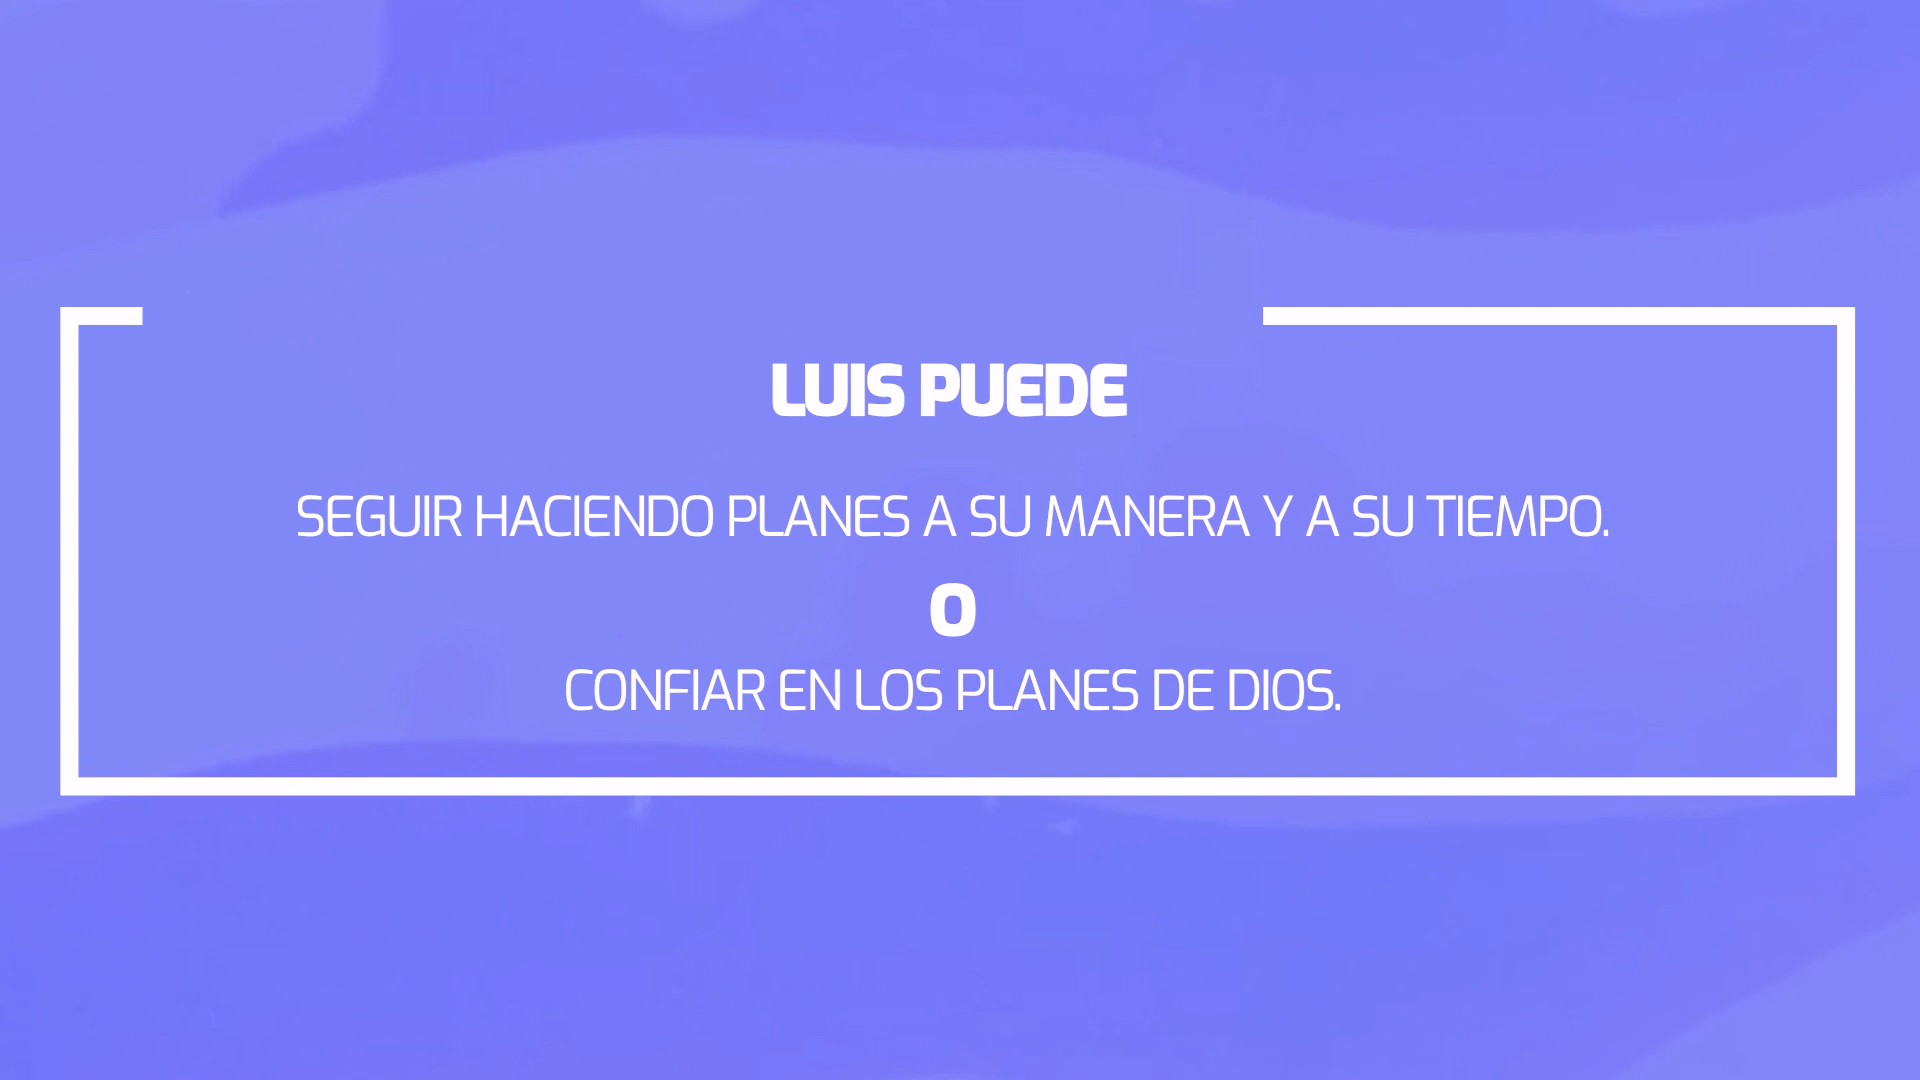 LUIS PUEDE
SEGUIR HACIENDO PLANES A SU MANERA Y A SU TIEMPO.
O
CONFIAR EN LOS PLANES DE DIOS.